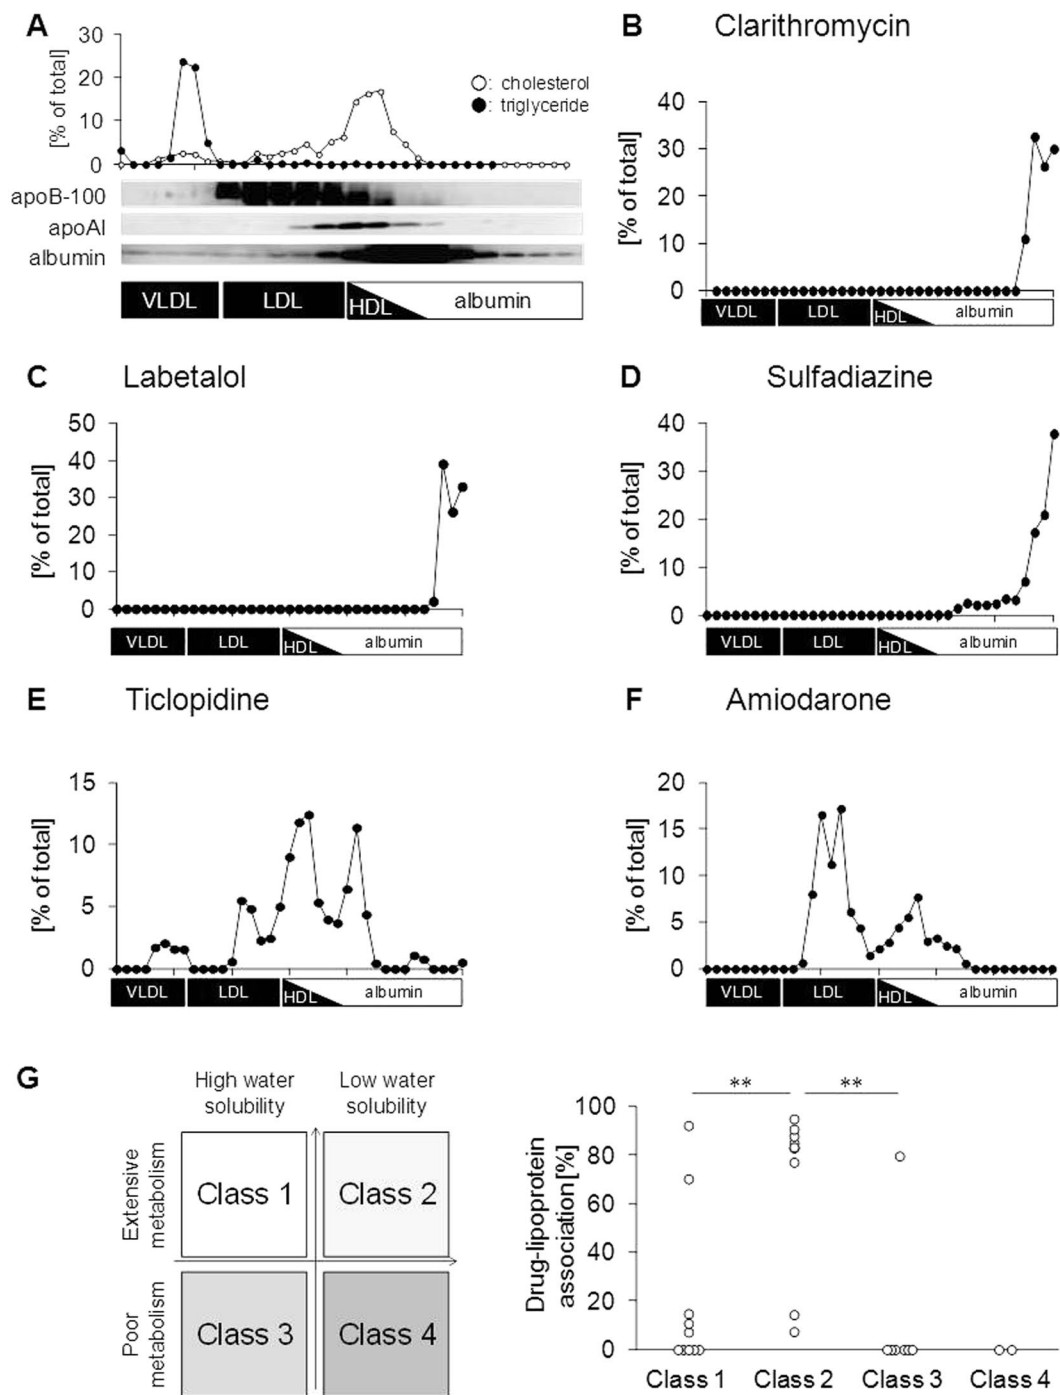 A
30
20
10
0
[% of total]
○: cholesterol
●: triglyceride
apoB-100
apoAI
albumin
VLDL LDL HDL albumin
B Clarithromycin
40
30
20
10
0
[% of total]
VLDL LDL HDL albumin
C Labetalol
50
40
30
20
10
0
[% of total]
VLDL LDL HDL albumin
D Sulfadiazine
40
30
20
10
0
[% of total]
VLDL LDL HDL albumin
E Ticlopidine
15
10
5
0
[% of total]
VLDL LDL HDL albumin
F Amiodarone
20
15
10
5
0
[% of total]
VLDL LDL HDL albumin
G
High water
solubility
Low water
solubility
Extensive
metabolism
Class 1 Class 2
Poor
metabolism
Class 3 Class 4
Drug-lipoprotein
association [%]
100
80
60
40
20
0
** **
Class 1 Class 2 Class 3 Class 4